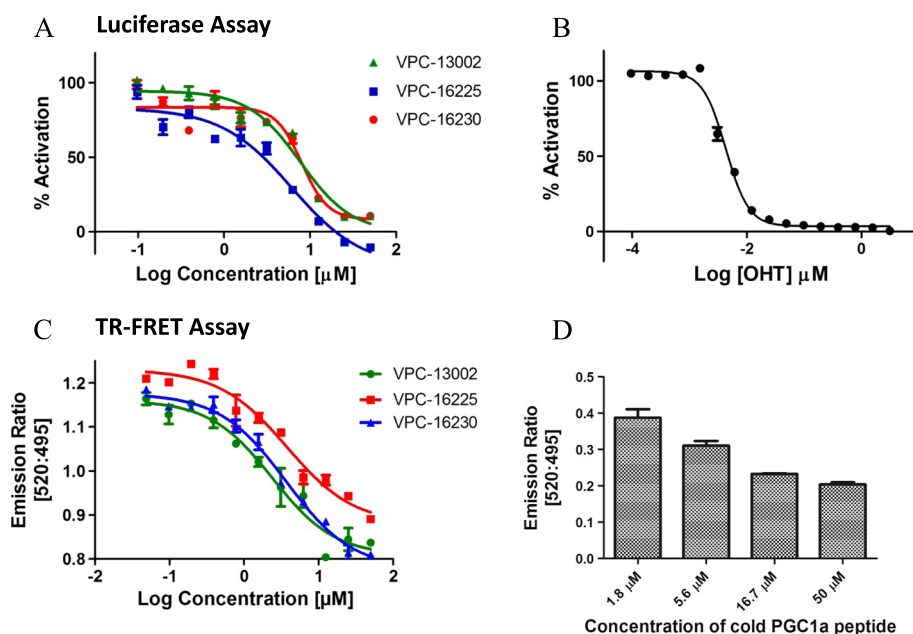 A Luciferase Assay
% Activation
100
50
0
-1 0 1 2
Log Concentration [μM]
VPC-13002
VPC-16225
VPC-16230
B
% Activation
100
50
0
-4 -2 0
Log [OHT] μM
C TR-FRET Assay
Emission Ratio
[520:495]
1.2
1.1
1.0
0.9
0.8
-2 -1 0 1 2
Log Concentration [μM]
VPC-13002
VPC-16225
VPC-16230
D
Emission Ratio
[520:495]
0.5
0.4
0.3
0.2
0.1
0.0
1.8 μM 5.6 μM 16.7 μM 50 μM
Concentration of cold PGC1a peptide